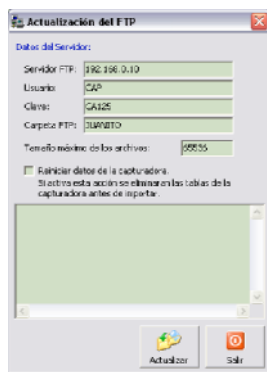 Actualización del FTP
Datos del Servidor:
Servidor FTP: 192.168.0.10
Usuario: CAP
Clave: CA125
Carpeta FTP: JUANITO
Tamaño máximo de los archivos: 65535
Reiniciar datos de la capturadora.
Si activa esta acción se eliminaran las tablas de la
capturadora antes de importar.
Actualizar
Salir